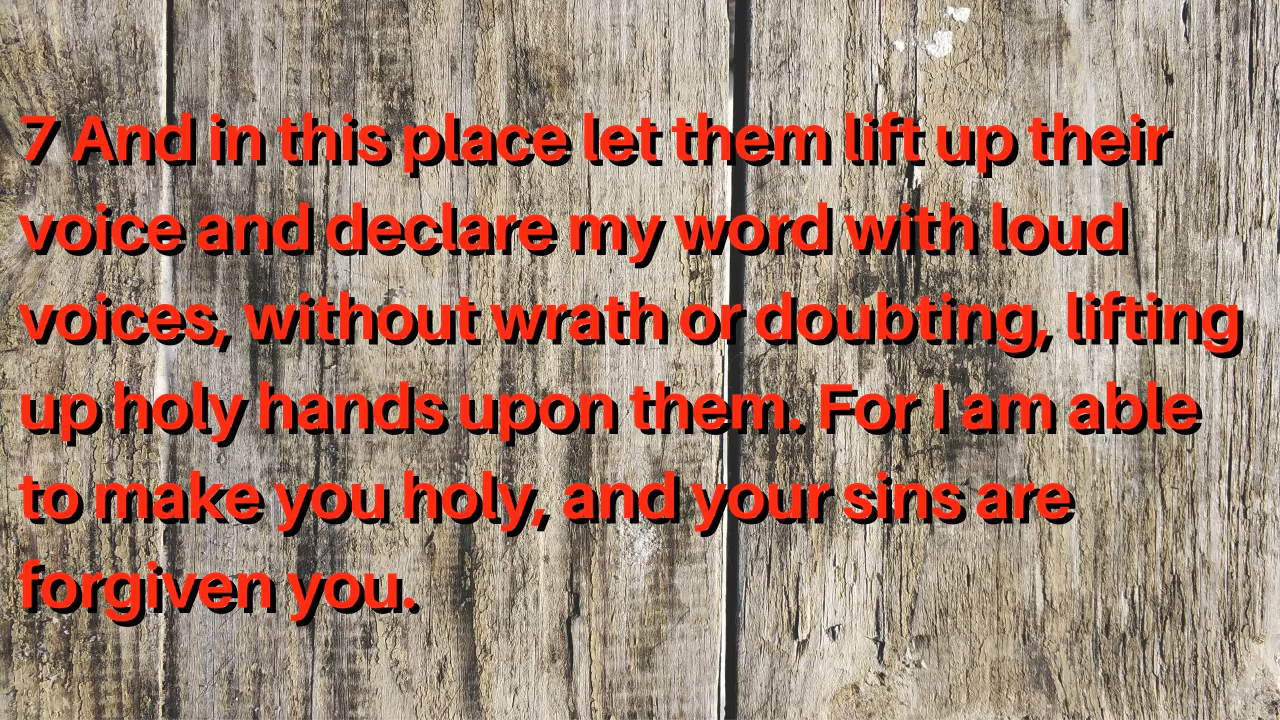 7 And in this place let them lift up their
voice and declare my word with loud
voices, without wrath or doubting, lifting
up holy hands upon them. For I am able
to make you holy, and your sins are
forgiven you.